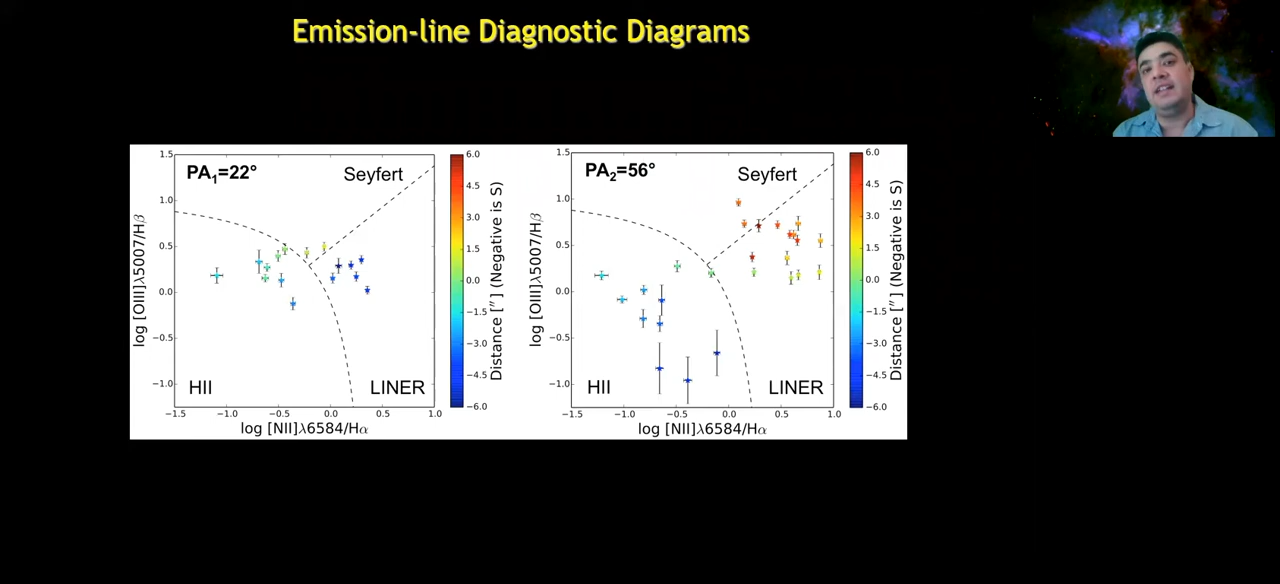 Emission-line Diagnostic Diagrams
PA₁=22°
Seyfert
HII
LINER
1.5
1.0
0.5
0.0
−0.5
−1.0
−1.5
−1.0
−0.5
0.0
0.5
1.0
log [OIII]λ5007/Hβ
log [NII]λ6584/Hα
6.0
4.5
3.0
1.5
0.0
−1.5
−3.0
−4.5
−6.0
Distance ["] (Negative is S)
PA₂=56°
Seyfert
HII
LINER
1.5
1.0
0.5
0.0
−0.5
−1.0
−1.5
−1.0
−0.5
0.0
0.5
1.0
log [OIII]λ5007/Hβ
log [NII]λ6584/Hα
6.0
4.5
3.0
1.5
0.0
−1.5
−3.0
−4.5
−6.0
Distance ["] (Negative is S)